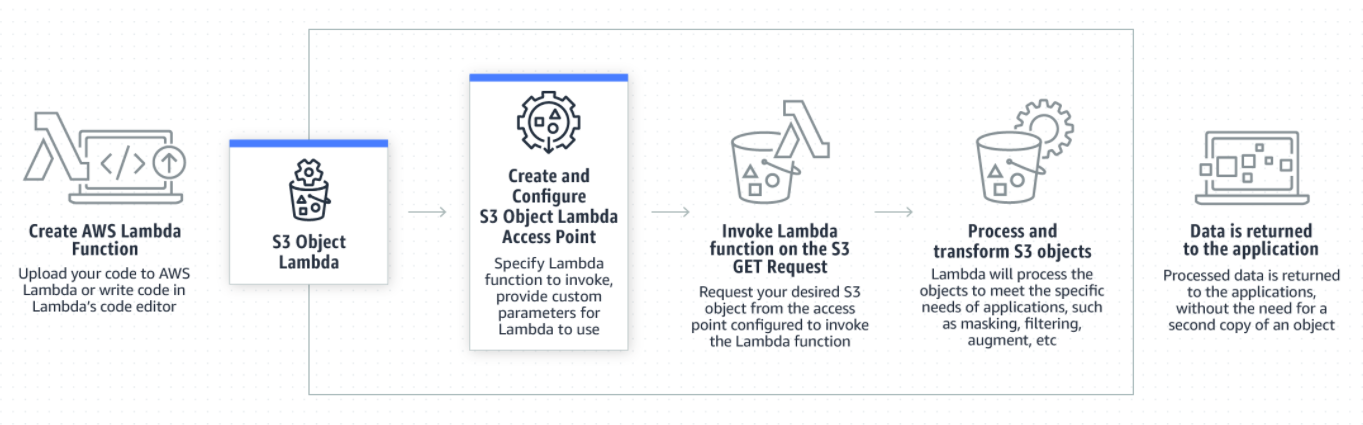 Create AWS Lambda
Function
Upload your code to AWS
Lambda or write code in
Lambda's code editor
</>
S3 Object
Lambda
Create and
Configure
S3 Object Lambda
Access Point
Specify Lambda
function to invoke,
provide custom
parameters for
Lambda to use
Invoke Lambda
function on the S3
GET Request
Request your desired S3
object from the access
point configured to invoke
the Lambda function
Process and
transform S3 objects
Lambda will process the
objects to meet the specific
needs of applications, such
as masking, filtering,
augment, etc
Data is returned
to the application
Processed data is returned
to the applications,
without the need for a
second copy of an object